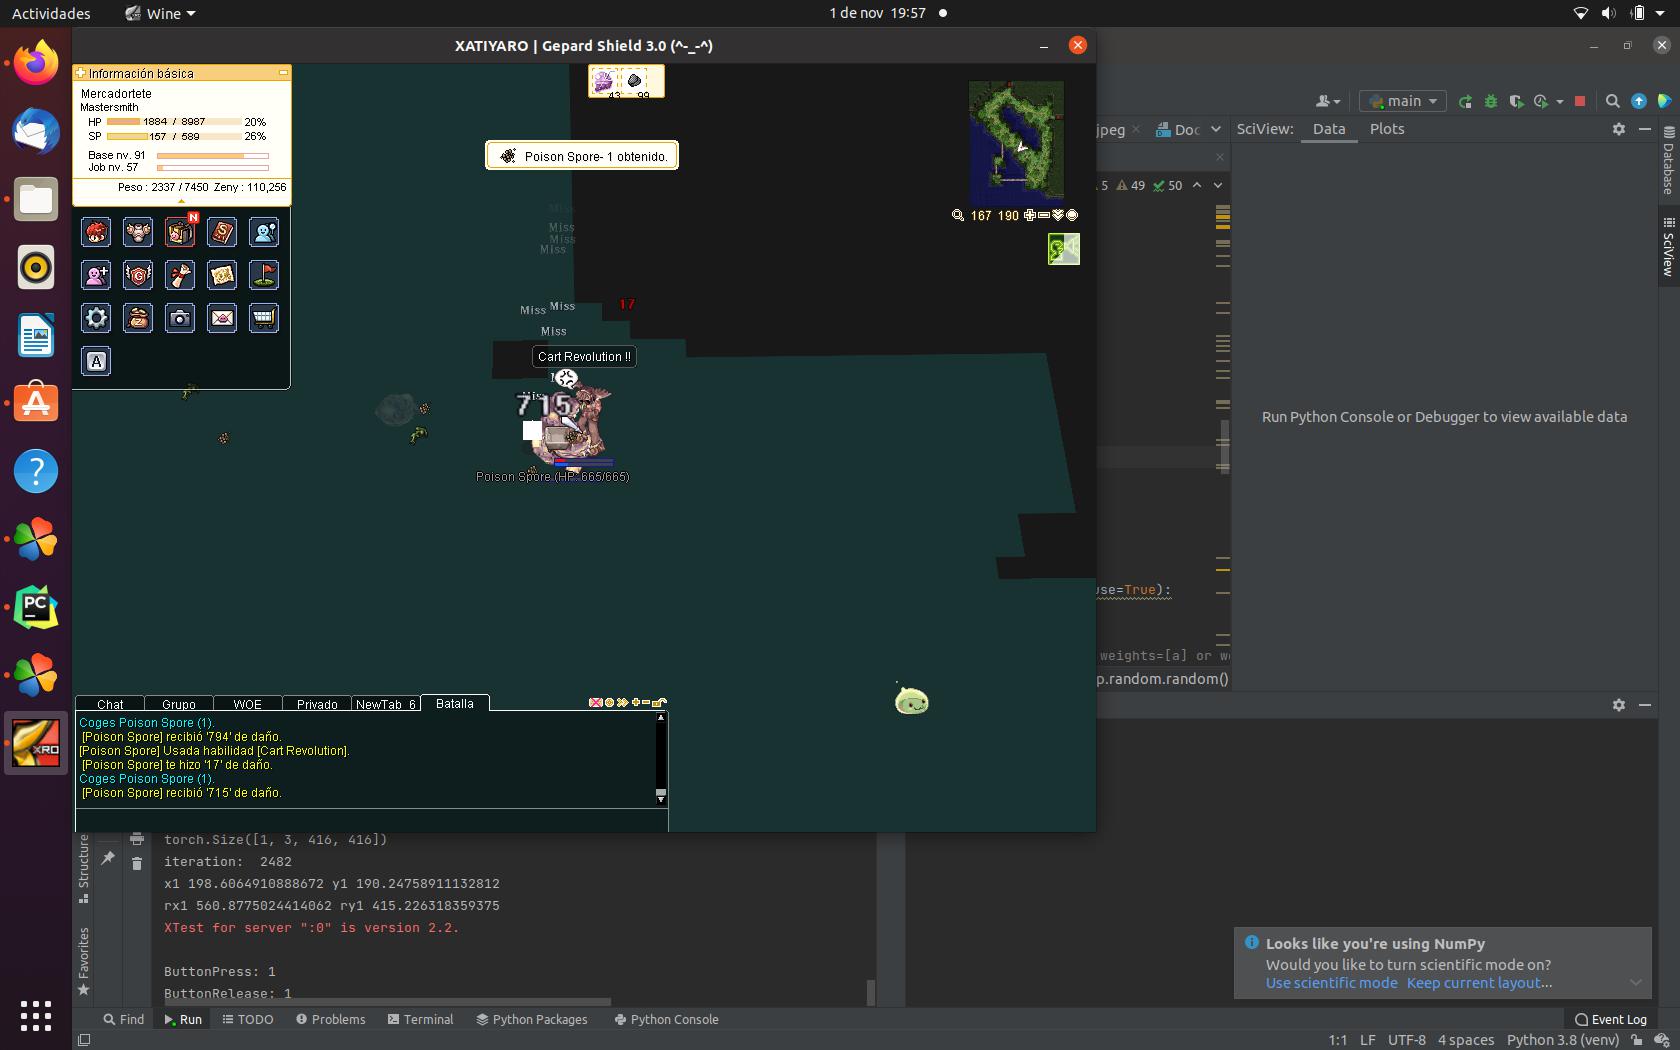 Actividades
Wine
1 de nov 19:57
XATIYARO | Gepard Shield 3.0 (^-_-^)
Información básica
Mercadortete
Mastersmith
HP 1884 / 8987 20%
SP 157 / 589 26%
Base nv. 91
Job nv. 57
Peso : 2337 / 7450 Zeny : 110,256
N
A
43 99
Poison Spore- 1 obtenido.
167 190
Miss
Miss
Miss
Miss
Miss Miss
17
Miss
Cart Revolution !!
715
Poison Spore (HP: 665/665)
Chat Grupo WOE Privado NewTab_6 Batalla
Coges Poison Spore (1).
[Poison Spore] recibió '794' de daño.
[Poison Spore] Usada habilidad [Cart Revolution].
[Poison Spore] te hizo '17' de daño.
Coges Poison Spore (1).
[Poison Spore] recibió '715' de daño.
main
jpeg
Doc
SciView: Data Plots
5 49 50
Database
SciView
Run Python Console or Debugger to view available data
use=True):
weights=[a] or we
p.random.random()
Structure
Favorites
torch.Size([1, 3, 416, 416])
iteration: 2482
x1 198.6064910888672 y1 190.24758911132812
rx1 560.8775024414062 ry1 415.226318359375
XTest for server ":0" is version 2.2.
ButtonPress: 1
ButtonRelease: 1
Looks like you're using NumPy
Would you like to turn scientific mode on?
Use scientific mode Keep current layout...
Find Run TODO Problems Terminal Python Packages Python Console
Event Log
1:1 LF UTF-8 4 spaces Python 3.8 (venv)
PC
XRO